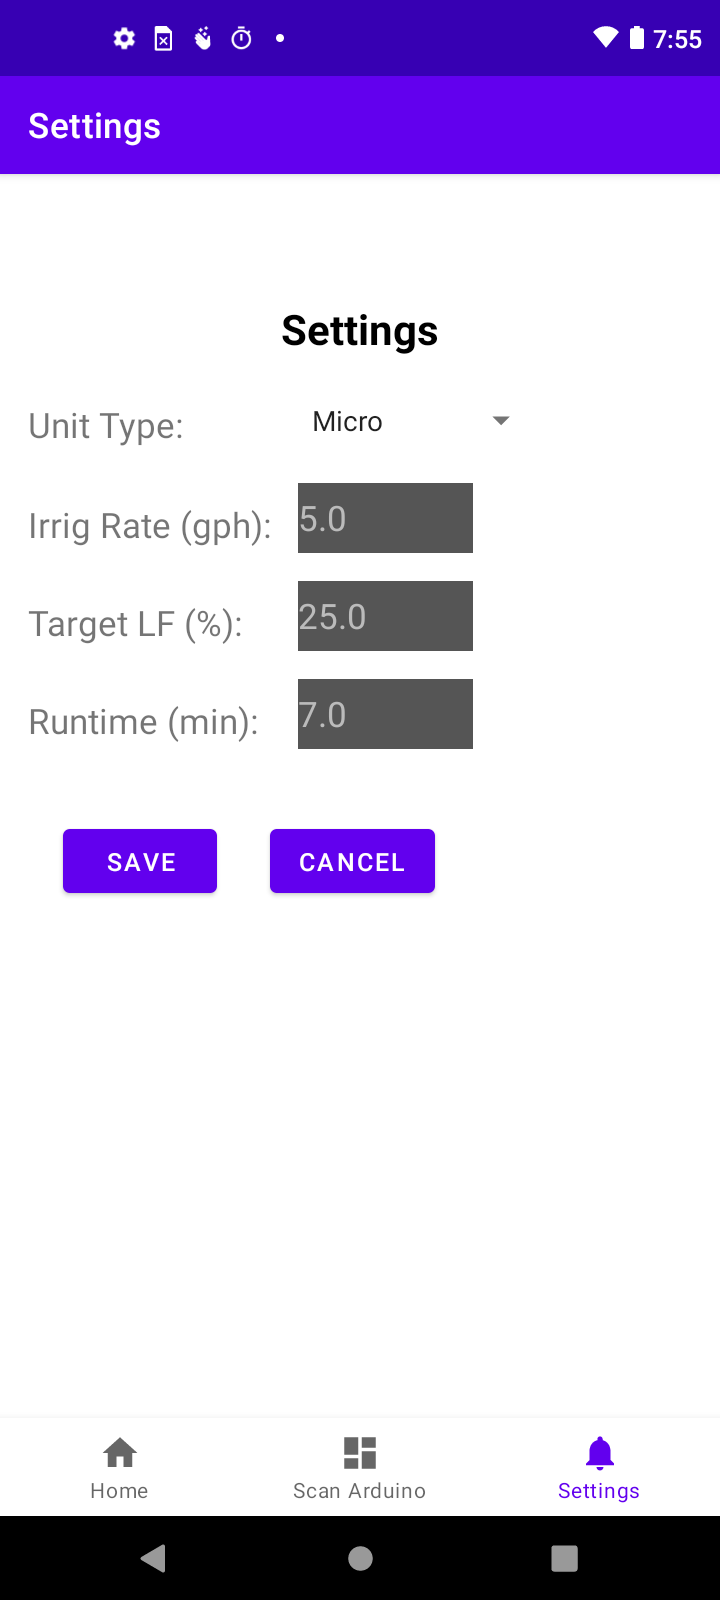 7:55
Settings
Settings
Unit Type: Micro
Irrig Rate (gph): 5.0
Target LF (%): 25.0
Runtime (min): 7.0
SAVE CANCEL
Home Scan Arduino Settings